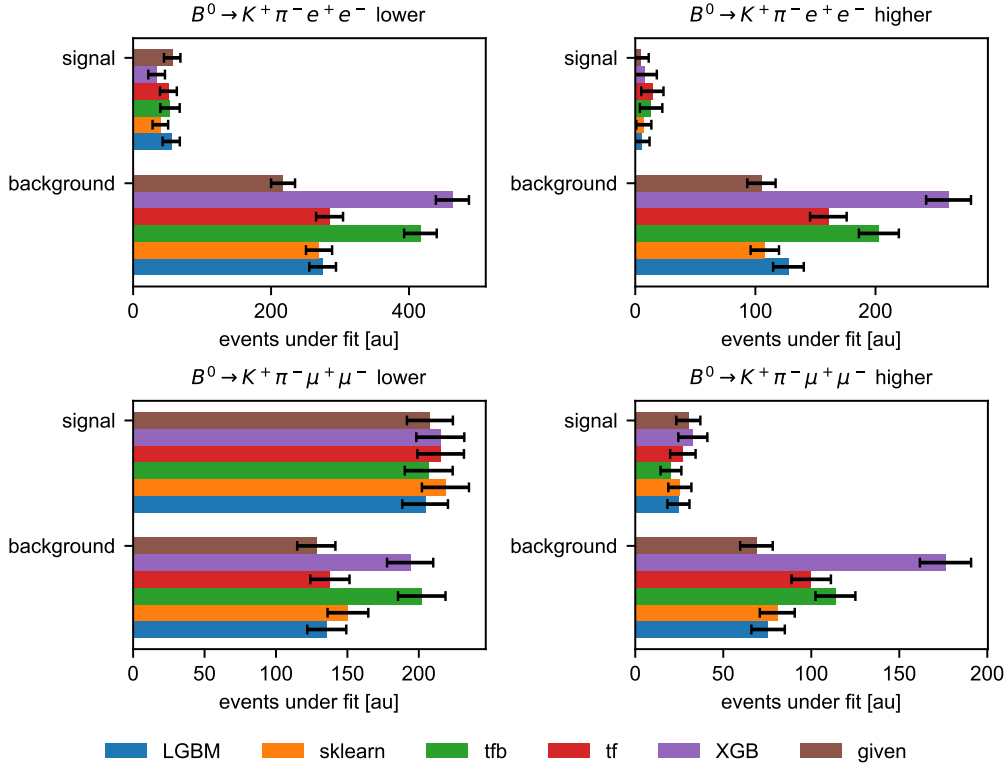 B⁰ → K⁺ π⁻ e⁺ e⁻ lower
signal
background
0 200 400
events under fit [au]
B⁰ → K⁺ π⁻ e⁺ e⁻ higher
signal
background
0 100 200
events under fit [au]
B⁰ → K⁺ π⁻ μ⁺ μ⁻ lower
signal
background
0 50 100 150 200
events under fit [au]
B⁰ → K⁺ π⁻ μ⁺ μ⁻ higher
signal
background
0 50 100 150 200
events under fit [au]
LGBM sklearn tfb tf XGB given